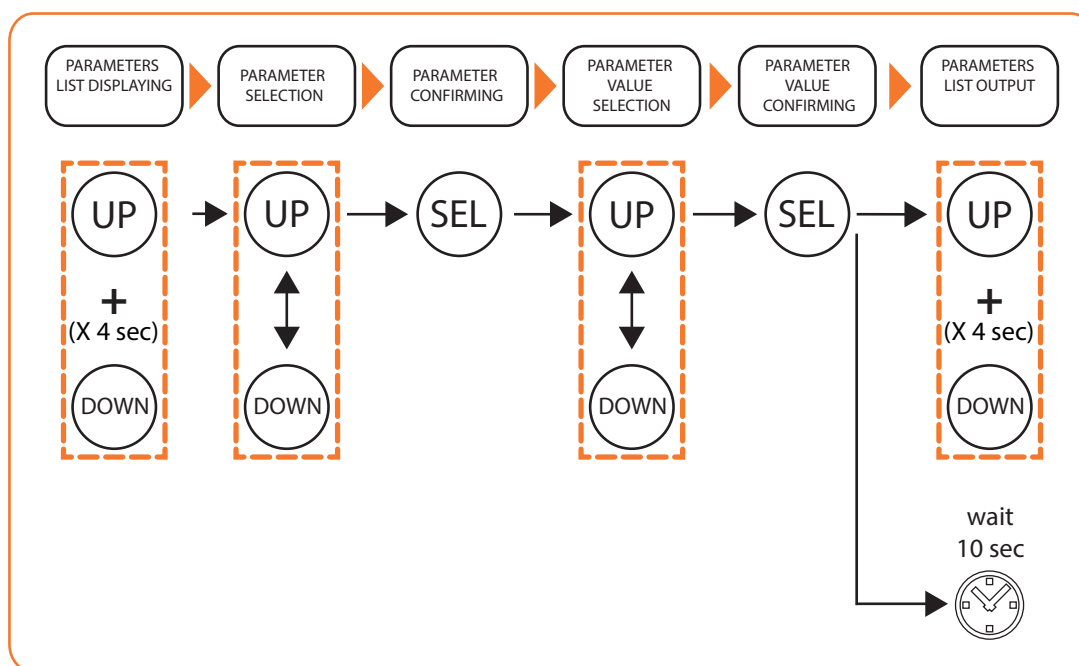 PARAMETERS
LIST DISPLAYING
PARAMETER
SELECTION
PARAMETER
CONFIRMING
PARAMETER
VALUE
SELECTION
PARAMETER
VALUE
CONFIRMING
PARAMETERS
LIST OUTPUT
UP
+
(X 4 sec)
DOWN
UP
DOWN
SEL
UP
DOWN
SEL
UP
+
(X 4 sec)
DOWN
wait
10 sec